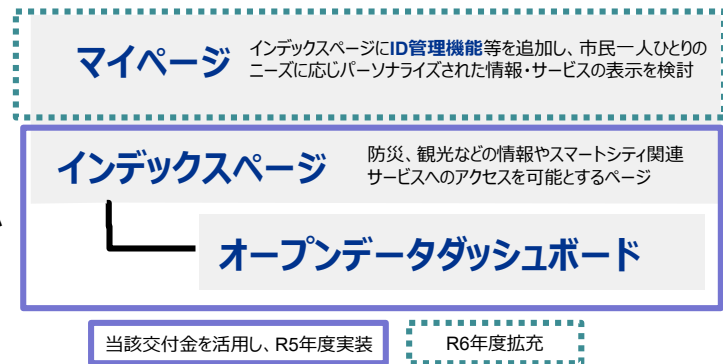 マイページ
インデックスページにID管理機能等を追加し、市民一人ひとりの
ニーズに応じパーソナライズされた情報・サービスの表示を検討
インデックスページ
防災、観光などの情報やスマートシティ関連
サービスへのアクセスを可能とするページ
オープンデータダッシュボード
当該交付金を活用し、R5年度実装
R6年度拡充